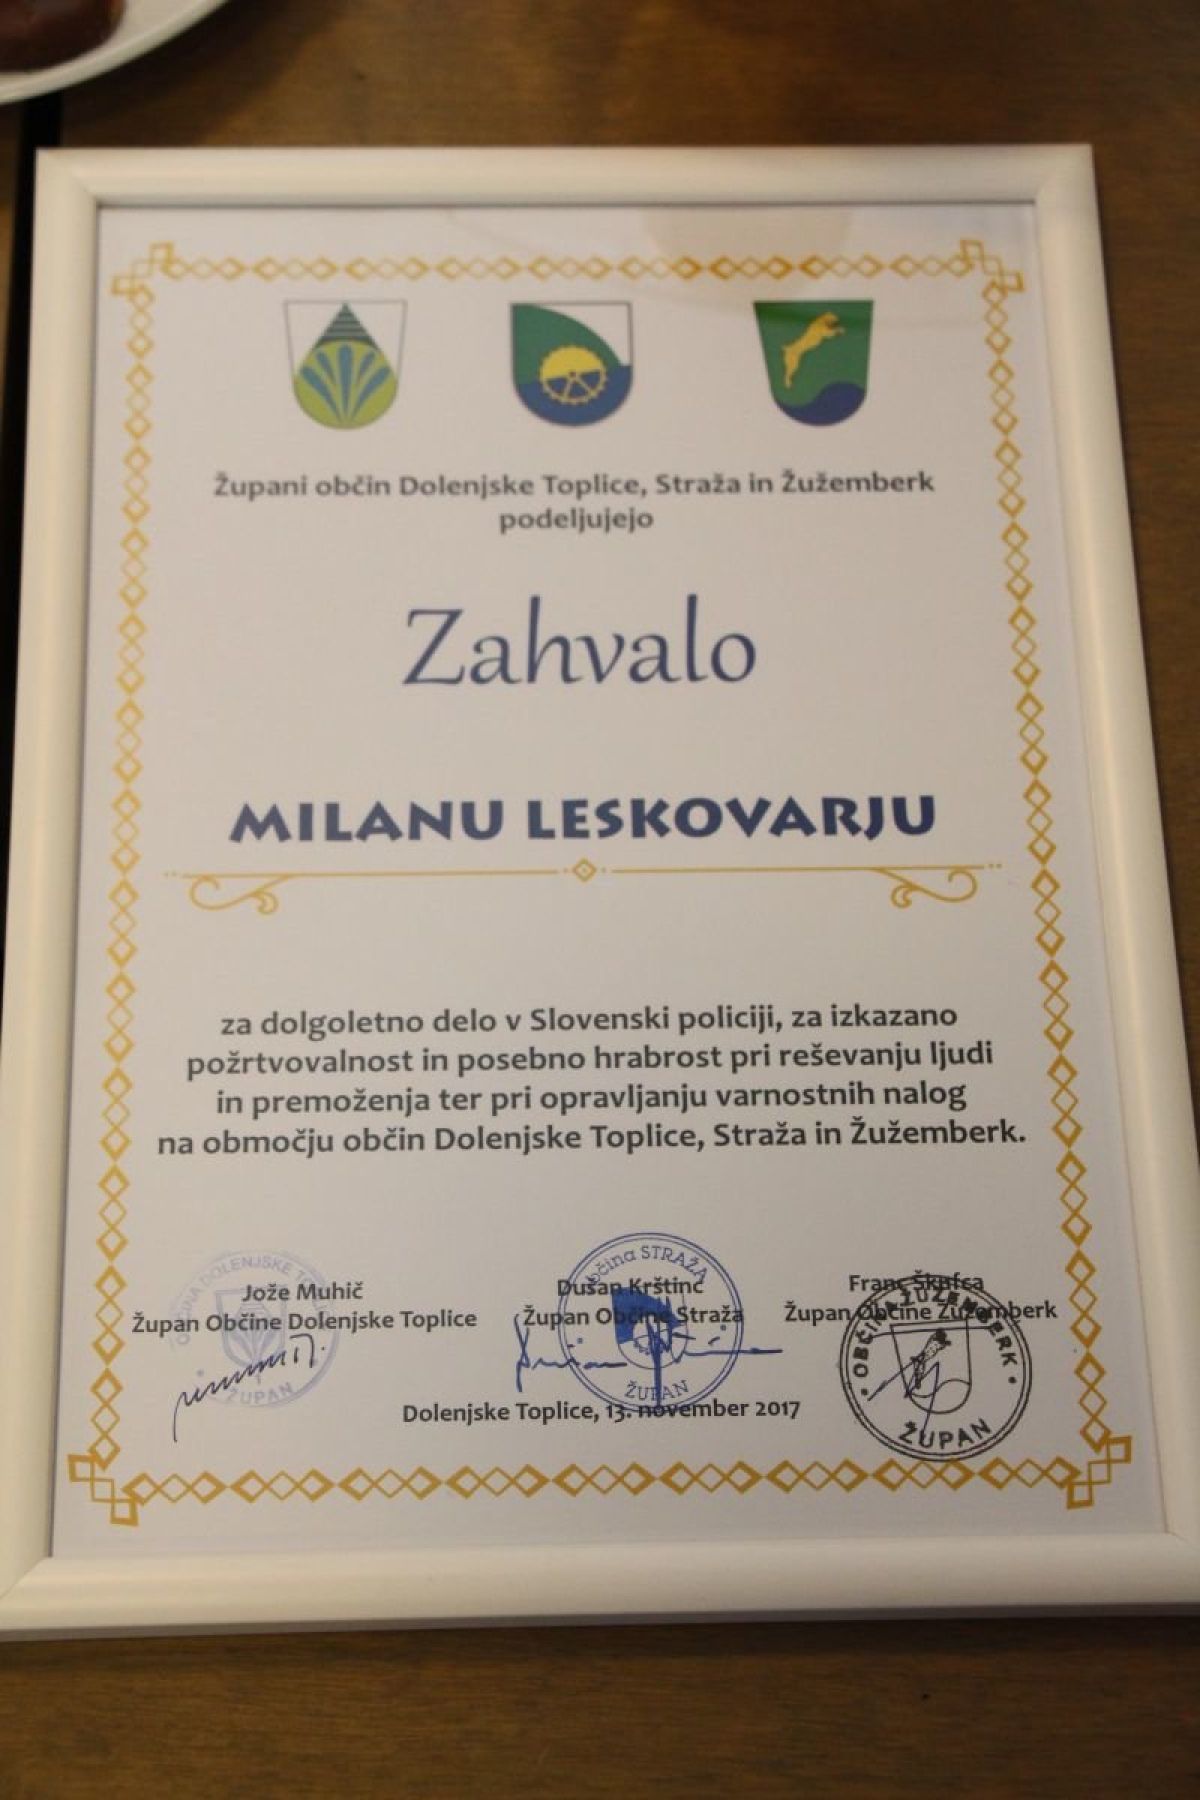 Župani občin Dolenjske Toplice, Straža in Žužemberk
podeljujejo
Zahvalo
MILANU LESKOVARJU
za dolgoletno delo v Slovenski policiji, za izkazano
požrtvovalnost in posebno hrabrost pri reševanju ljudi
in premoženja ter pri opravljanju varnostnih nalog
na območju občin Dolenjske Toplice, Straža in Žužemberk.
Jože Muhič
Župan Občine Dolenjske Toplice
OBČINA DOLENJSKE
ŽUPAN
Dušan Krštinc
Župan Občine Straža
Občina STRAŽA
ŽUPAN
Franc Škufca
Župan Občine Žužemberk
OBČINA ŽUŽEMBERK
ŽUPAN
Dolenjske Toplice, 13. november 2017